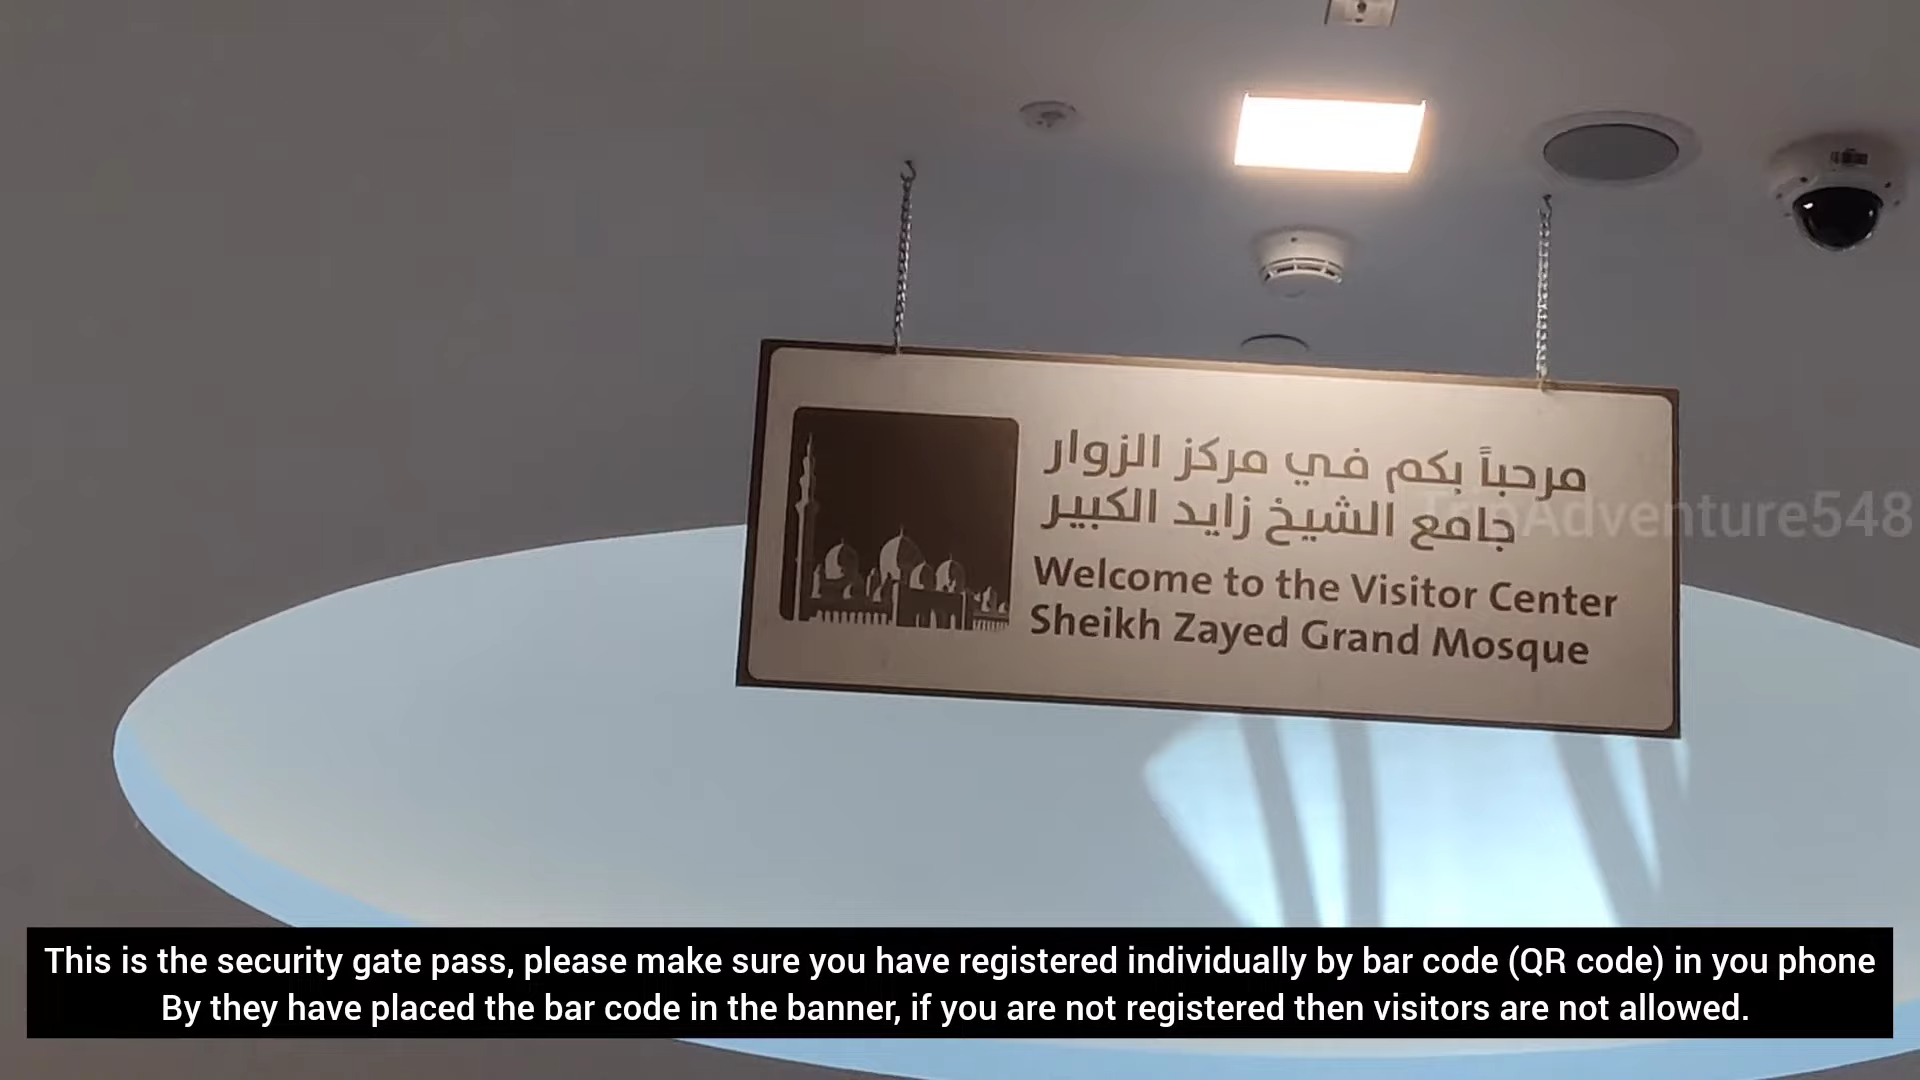 مرحباً بكم في مركز الزوار
جامع الشيخ زايد الكبير
Welcome to the Visitor Center
Sheikh Zayed Grand Mosque
TripAdventure548
This is the security gate pass, please make sure you have registered individually by bar code (QR code) in you phone
By they have placed the bar code in the banner, if you are not registered then visitors are not allowed.